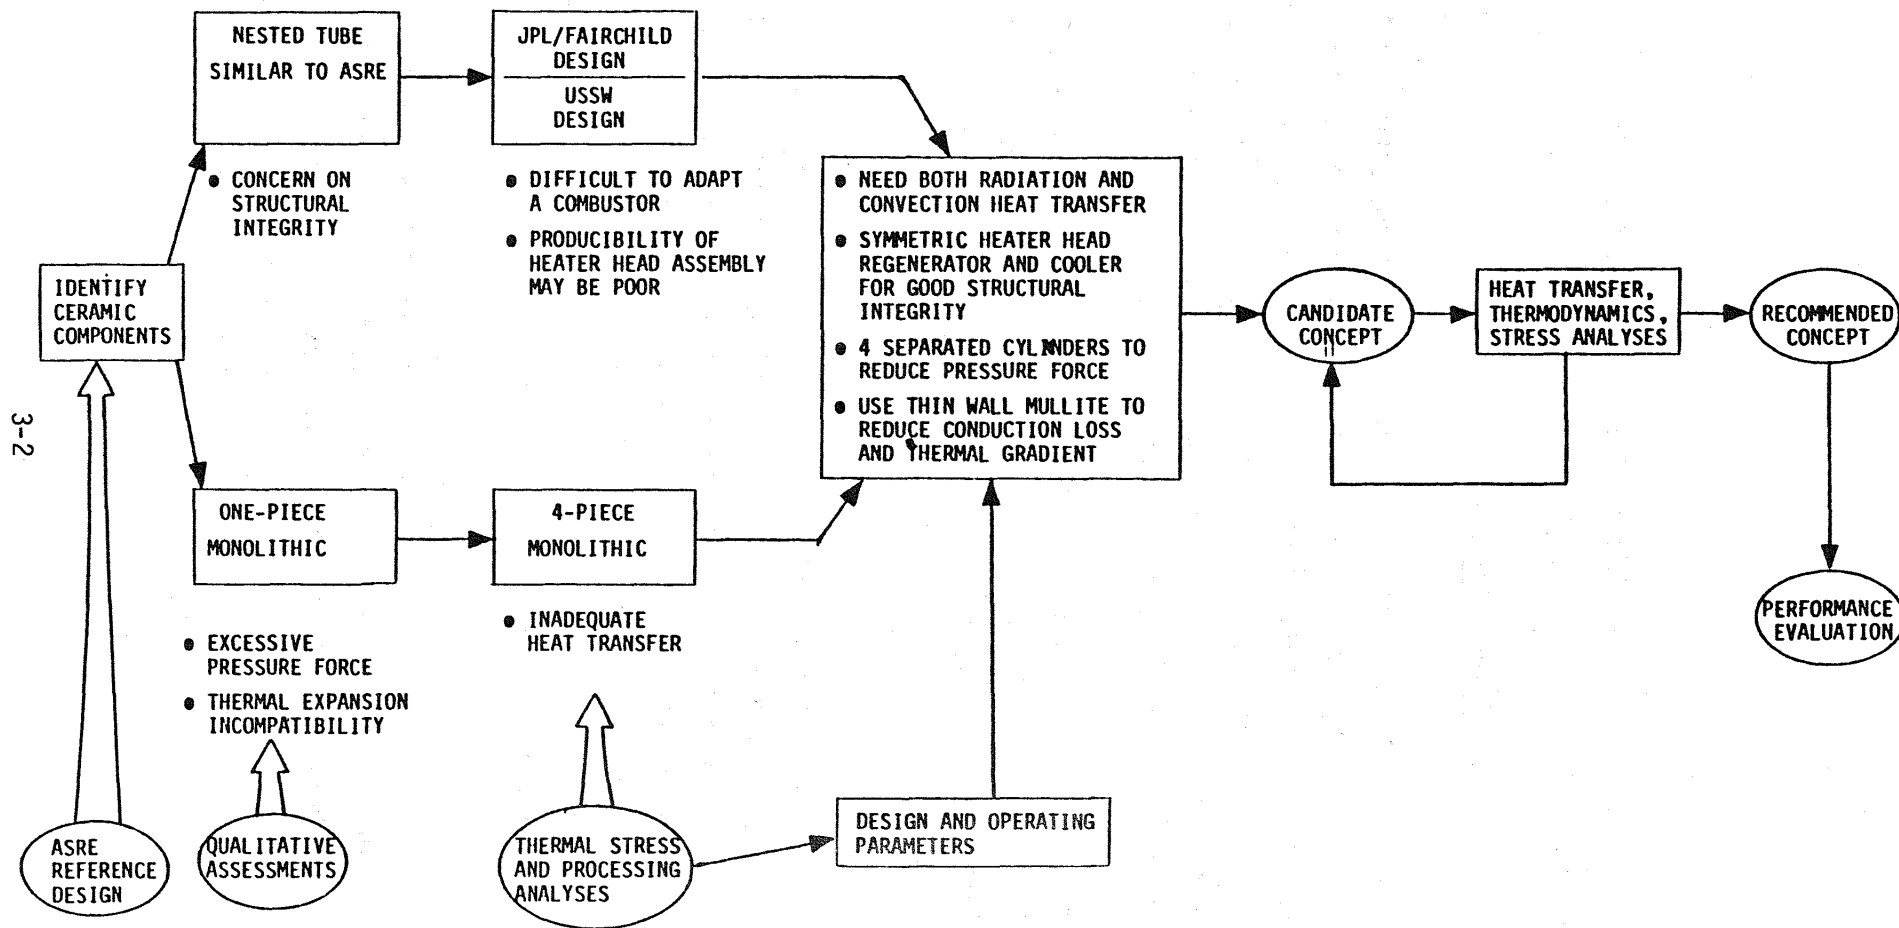 NESTED TUBE
SIMILAR TO ASRE
JPL/FAIRCHILD
DESIGN
USSW
DESIGN
• CONCERN ON
STRUCTURAL
INTEGRITY
• DIFFICULT TO ADAPT
A COMBUSTOR
• PRODUCIBILITY OF
HEATER HEAD ASSEMBLY
MAY BE POOR
• NEED BOTH RADIATION AND
CONVECTION HEAT TRANSFER
• SYMMETRIC HEATER HEAD
REGENERATOR AND COOLER
FOR GOOD STRUCTURAL
INTEGRITY
• 4 SEPARATED CYLINDERS TO
REDUCE PRESSURE FORCE
• USE THIN WALL MULLITE TO
REDUCE CONDUCTION LOSS
AND THERMAL GRADIENT
IDENTIFY
CERAMIC
COMPONENTS
CANDIDATE
CONCEPT
HEAT TRANSFER,
THERMODYNAMICS,
STRESS ANALYSES
RECOMMENDED
CONCEPT
3-2
ONE-PIECE
MONOLITHIC
4-PIECE
MONOLITHIC
• EXCESSIVE
PRESSURE FORCE
• THERMAL EXPANSION
INCOMPATIBILITY
• INADEQUATE
HEAT TRANSFER
PERFORMANCE
EVALUATION
ASRE
REFERENCE
DESIGN
QUALITATIVE
ASSESSMENTS
THERMAL STRESS
AND PROCESSING
ANALYSES
DESIGN AND OPERATING
PARAMETERS